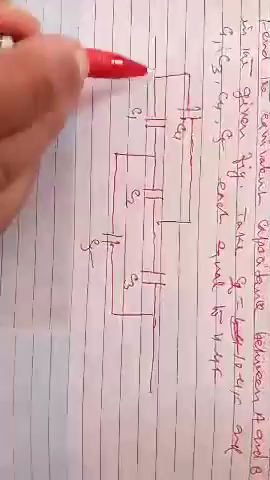 Find the equivalent capacitance between A and B
in the given fig. Take C2 = 10 μF and
C1, C3, C4, C5 each equal to 4 μF
C4
C1
C2
C3
C5